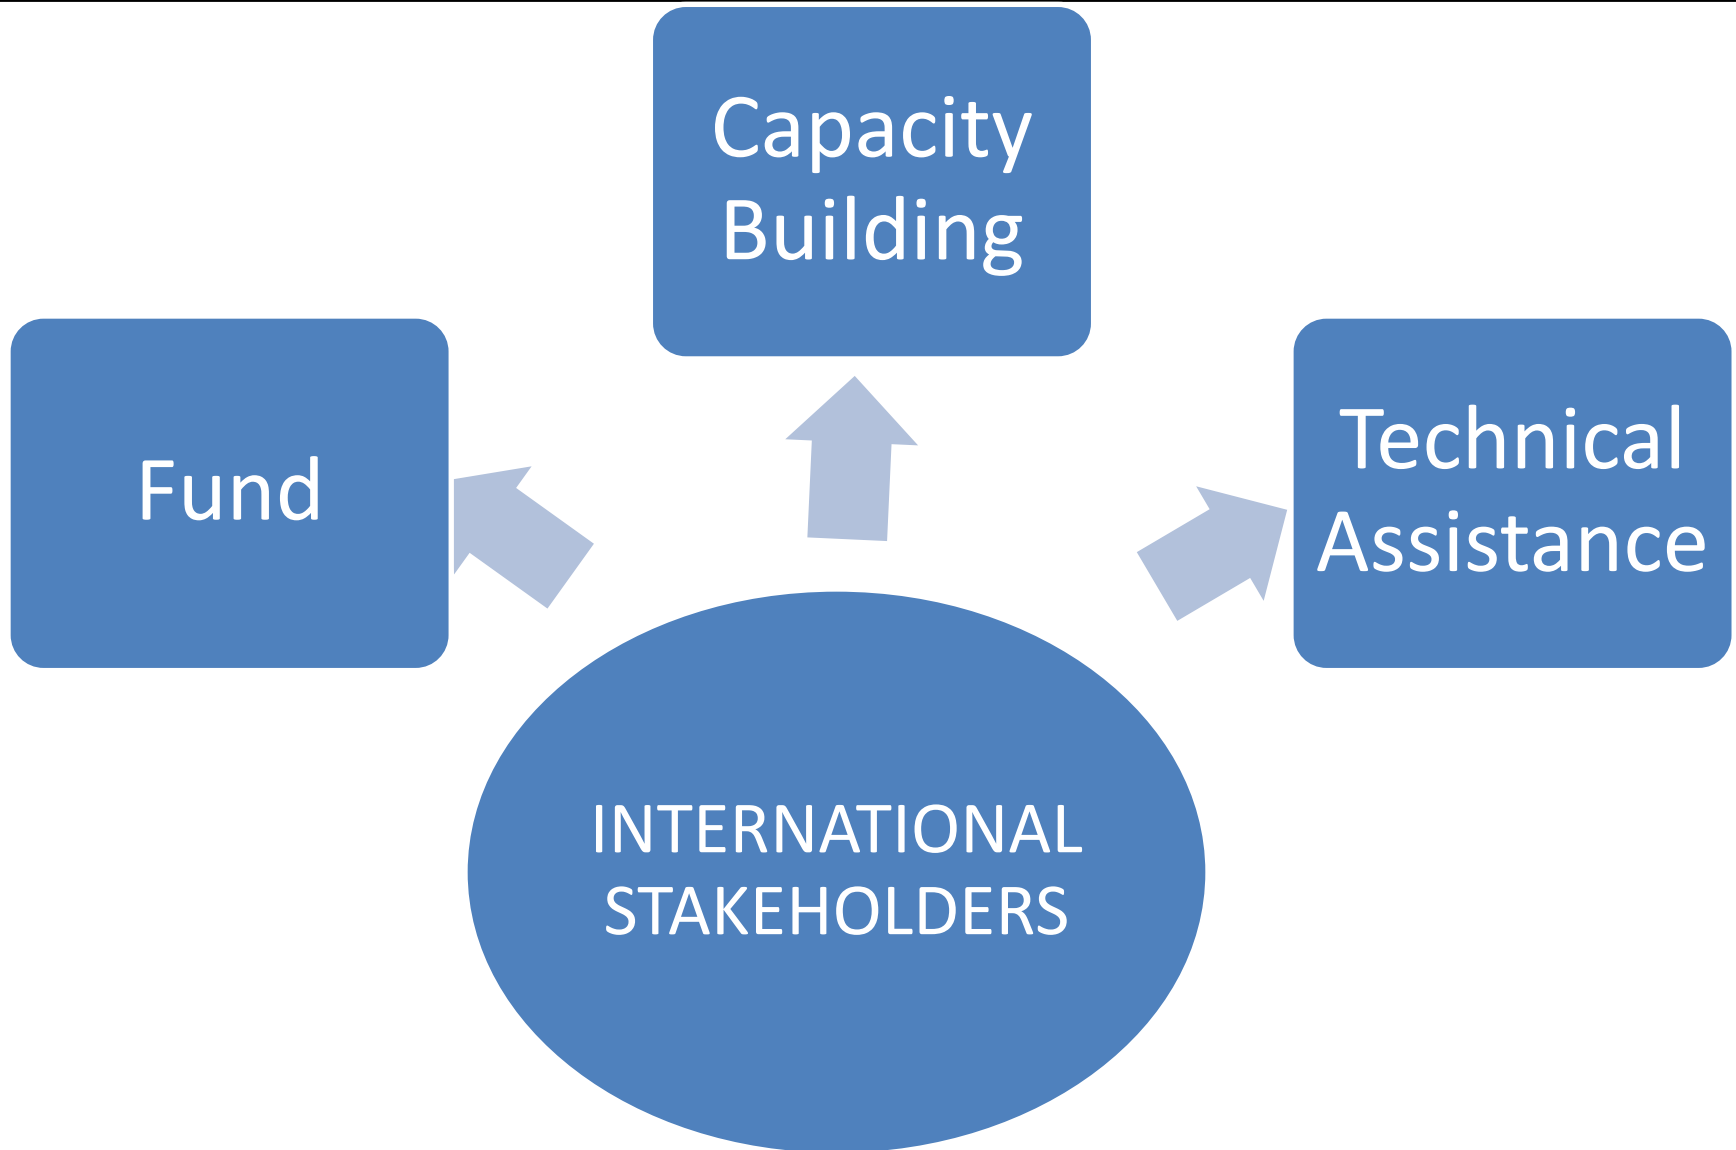 Capacity
Building
Fund
Technical
Assistance
INTERNATIONAL
STAKEHOLDERS